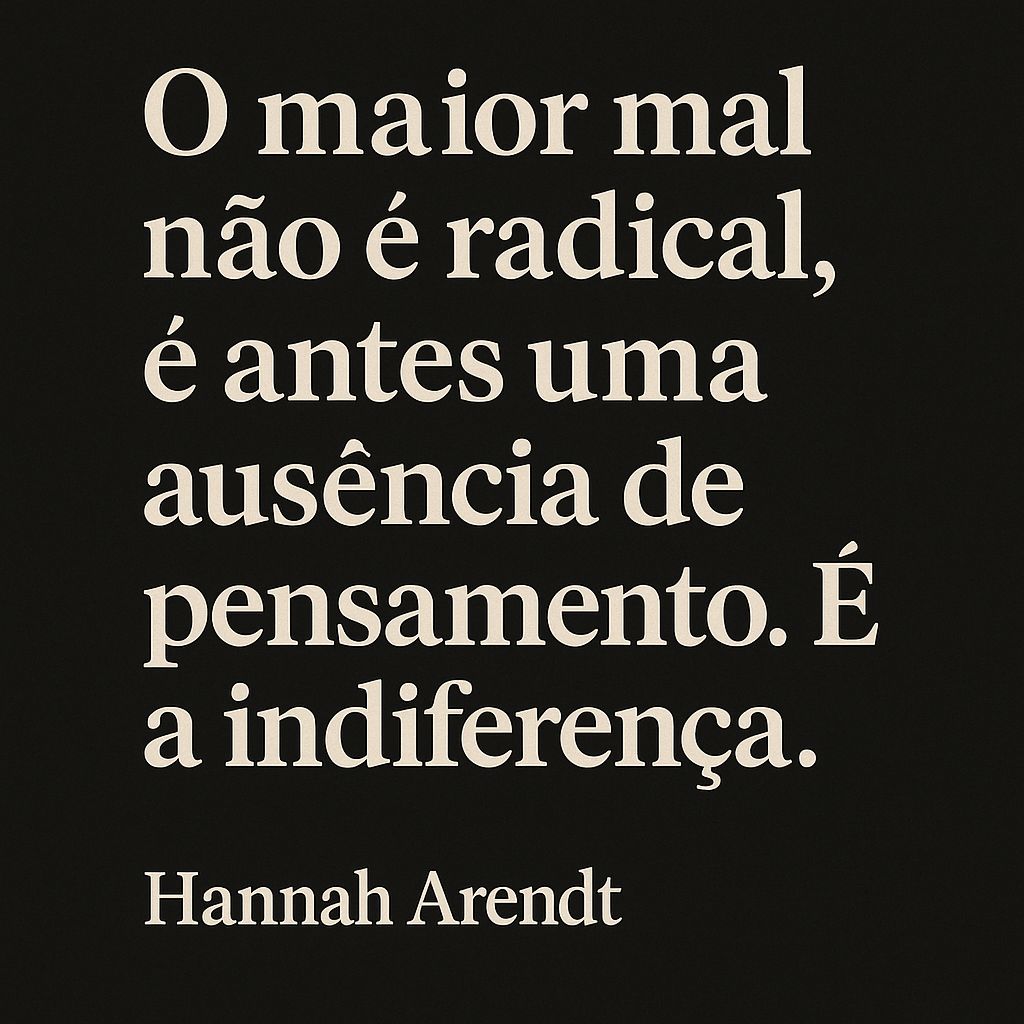 O maior mal
não é radical,
é antes uma
ausência de
pensamento. É
a indiferença.
Hannah Arendt